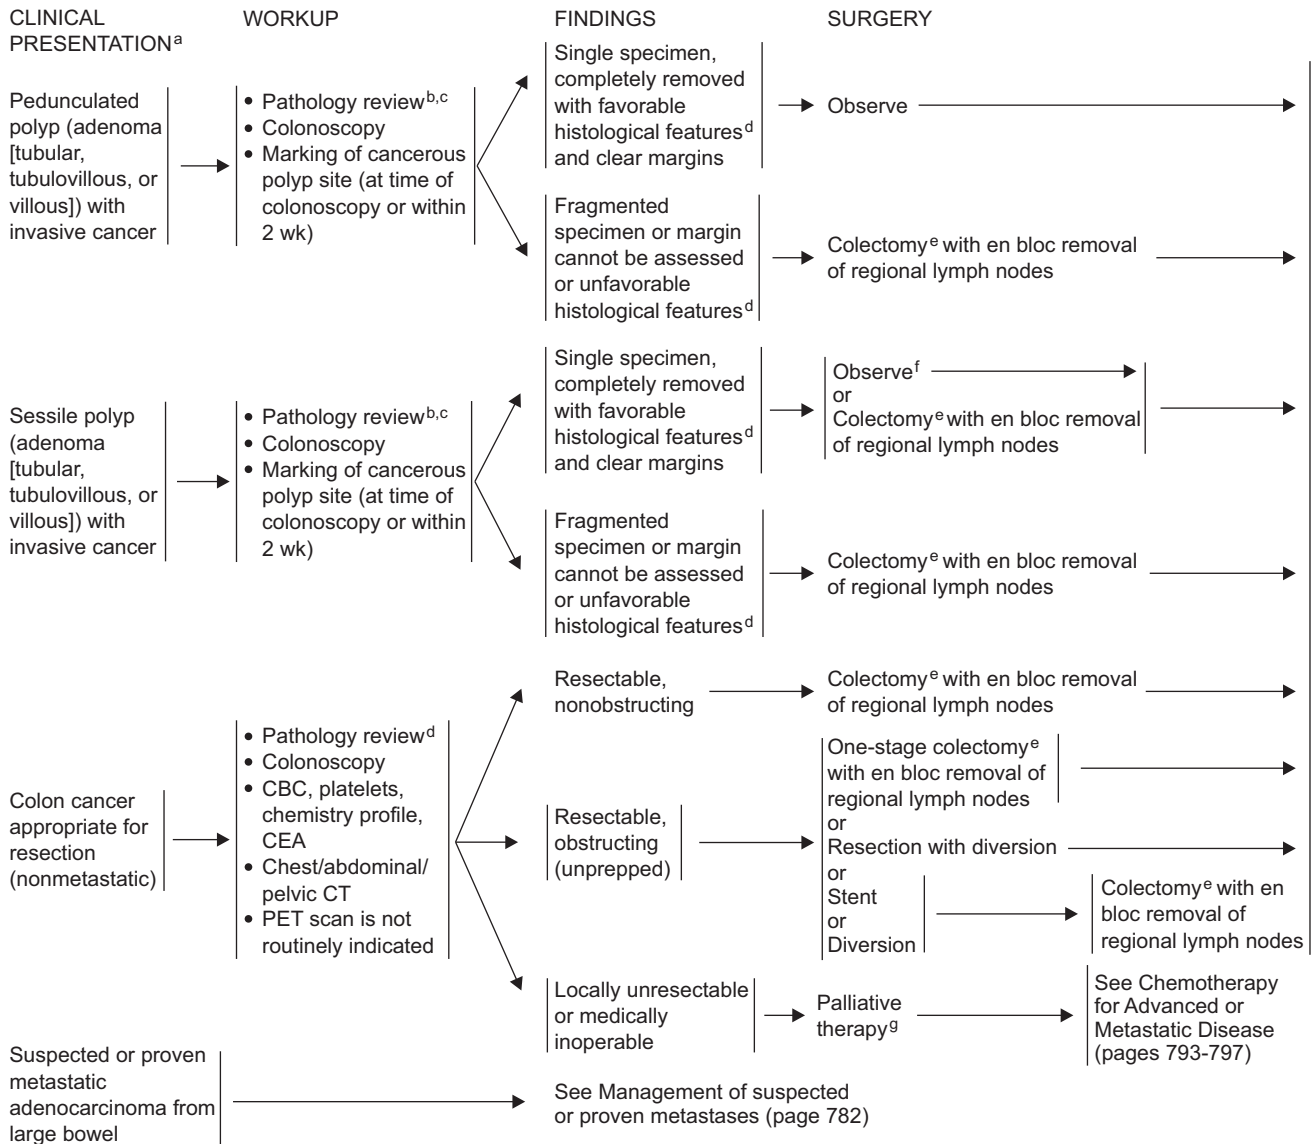 CLINICAL
PRESENTATIONa
WORKUP
FINDINGS
SURGERY
Pedunculated
polyp (adenoma
[tubular,
tubulovillous, or
villous]) with
invasive cancer
• Pathology reviewb,c
• Colonoscopy
• Marking of cancerous
polyp site (at time of
colonoscopy or within
2 wk)
Single specimen,
completely removed
with favorable
histological featuresd
and clear margins
Observe
Fragmented
specimen or margin
cannot be assessed
or unfavorable
histological featuresd
Colectomye with en bloc removal
of regional lymph nodes
Sessile polyp
(adenoma
[tubular,
tubulovillous, or
villous]) with
invasive cancer
• Pathology reviewb,c
• Colonoscopy
• Marking of cancerous
polyp site (at time of
colonoscopy or within
2 wk)
Single specimen,
completely removed
with favorable
histological featuresd
and clear margins
Observef
or
Colectomye with en bloc removal
of regional lymph nodes
Fragmented
specimen or margin
cannot be assessed
or unfavorable
histological featuresd
Colectomye with en bloc removal
of regional lymph nodes
Colon cancer
appropriate for
resection
(nonmetastatic)
• Pathology reviewd
• Colonoscopy
• CBC, platelets,
chemistry profile,
CEA
• Chest/abdominal/
pelvic CT
• PET scan is not
routinely indicated
Resectable,
nonobstructing
Colectomye with en bloc removal
of regional lymph nodes
Resectable,
obstructing
(unprepped)
One-stage colectomye
with en bloc removal of
regional lymph nodes
or
Resection with diversion
or
Stent
or
Diversion
Colectomye with en
bloc removal of
regional lymph nodes
Locally unresectable
or medically
inoperable
Palliative
therapyg
See Chemotherapy
for Advanced or
Metastatic Disease
(pages 793-797)
Suspected or proven
metastatic
adenocarcinoma from
large bowel
See Management of suspected
or proven metastases (page 782)